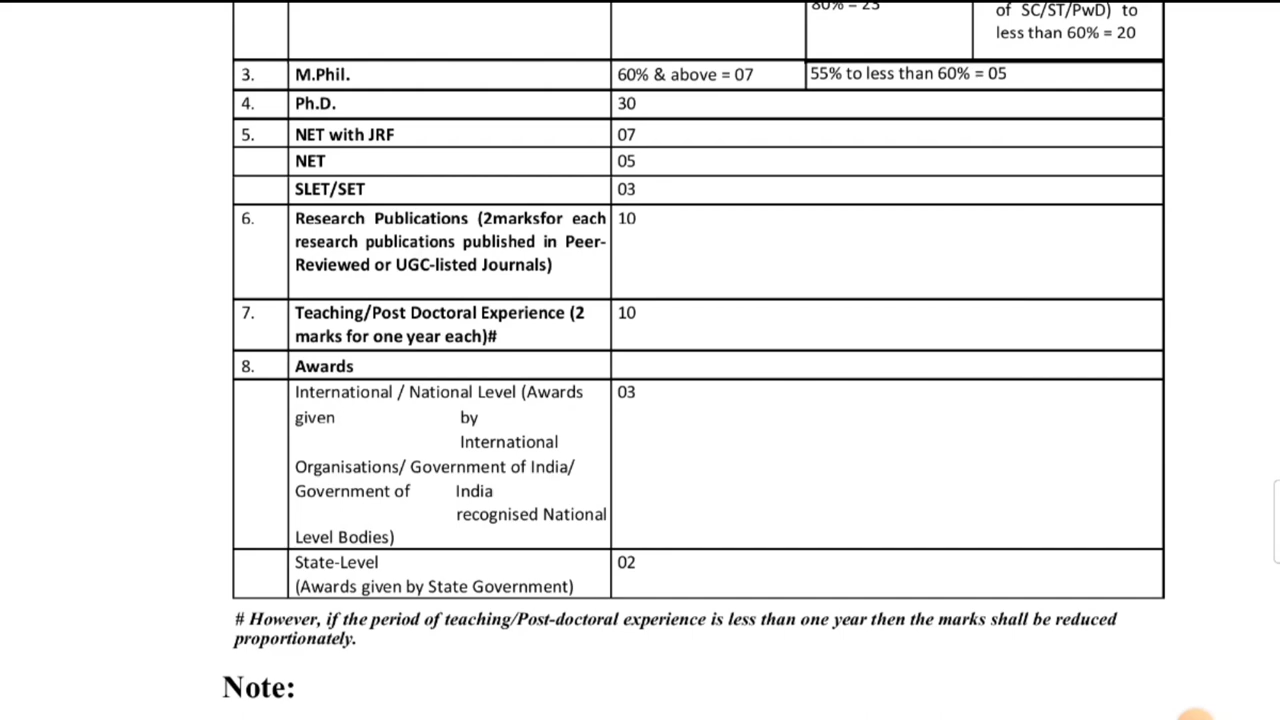 80% = 23
of SC/ST/PwD) to
less than 60% = 20
3. M.Phil. 60% & above = 07 55% to less than 60% = 05
4. Ph.D. 30
5. NET with JRF 07
NET 05
SLET/SET 03
6. Research Publications (2marksfor each 10
research publications published in Peer-
Reviewed or UGC-listed Journals)
7. Teaching/Post Doctoral Experience (2 10
marks for one year each)#
8. Awards
International / National Level (Awards 03
given by
International
Organisations/ Government of India/
Government of India
recognised National
Level Bodies)
State-Level 02
(Awards given by State Government)
# However, if the period of teaching/Post-doctoral experience is less than one year then the marks shall be reduced
proportionately.
Note: